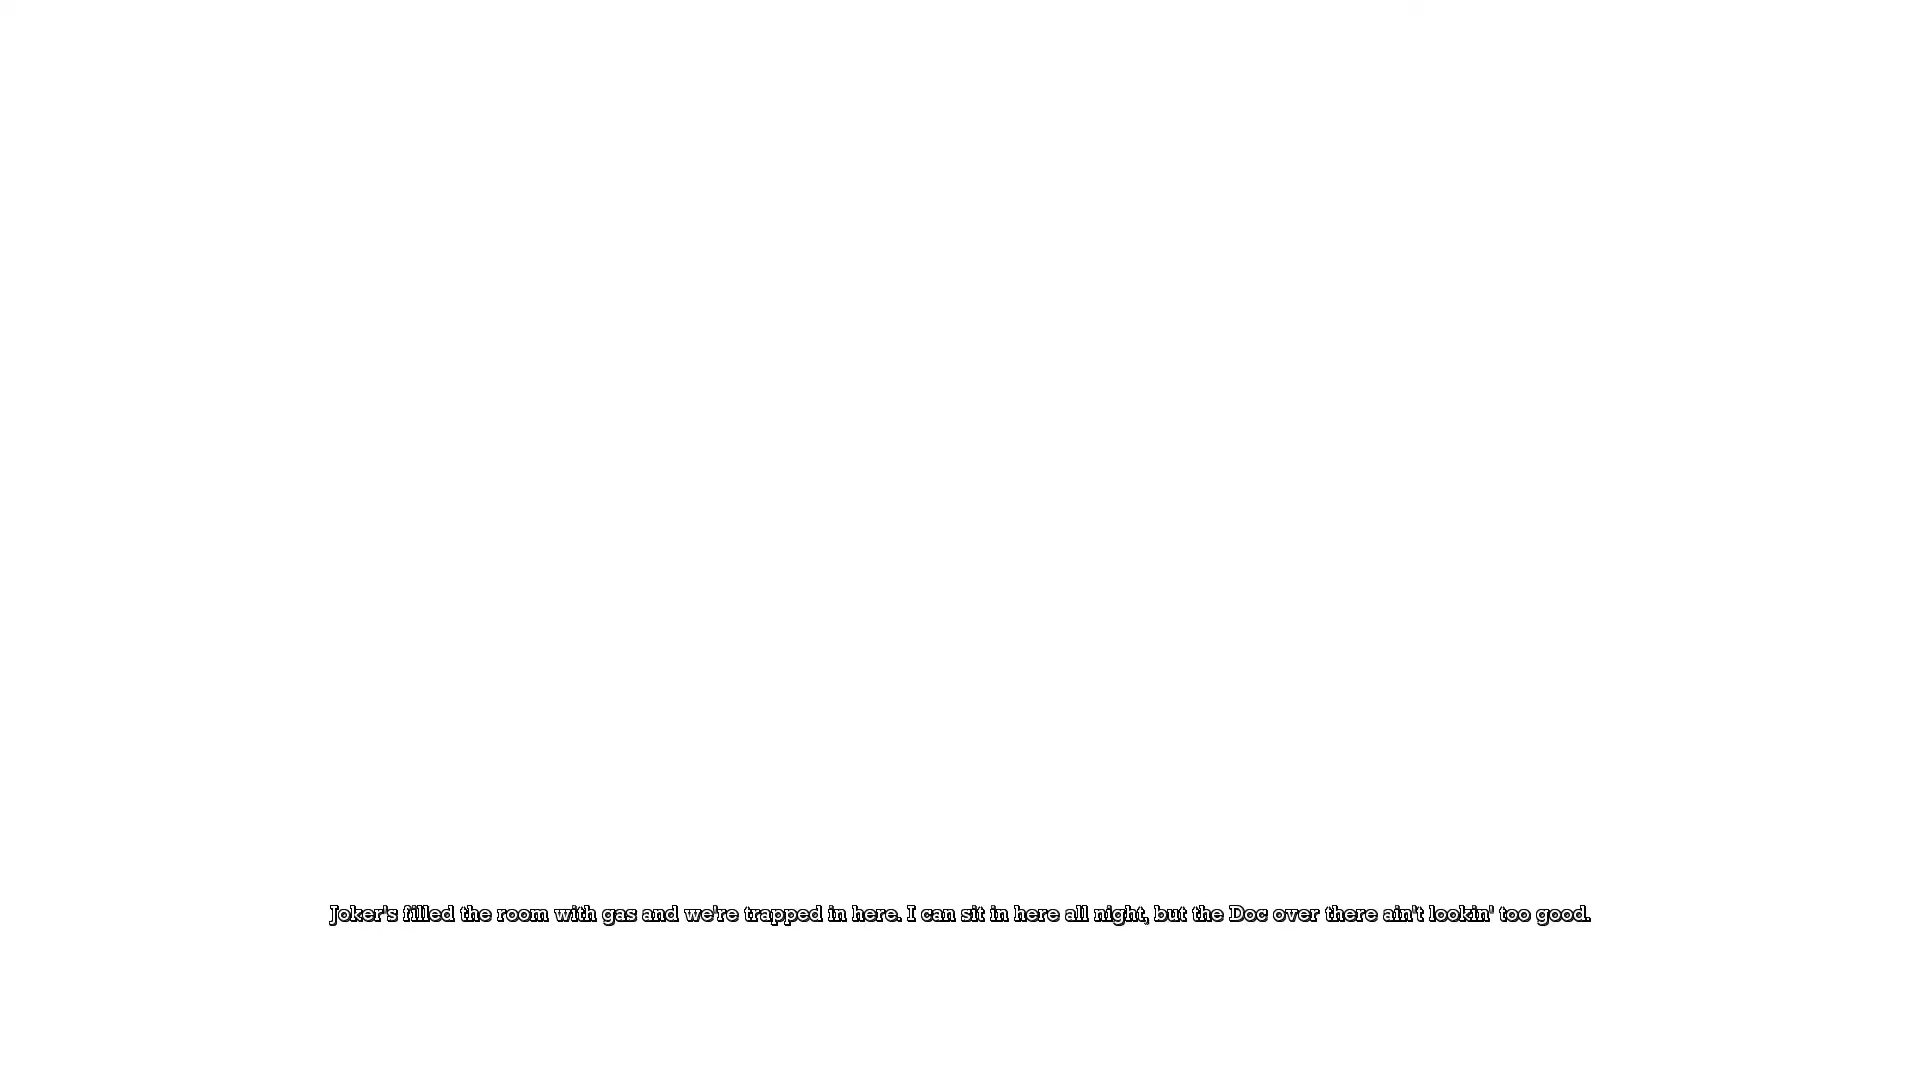 Joker's filled the room with gas and we're trapped in here. I can sit in here all night, but the Doc over there ain't lookin' too good.